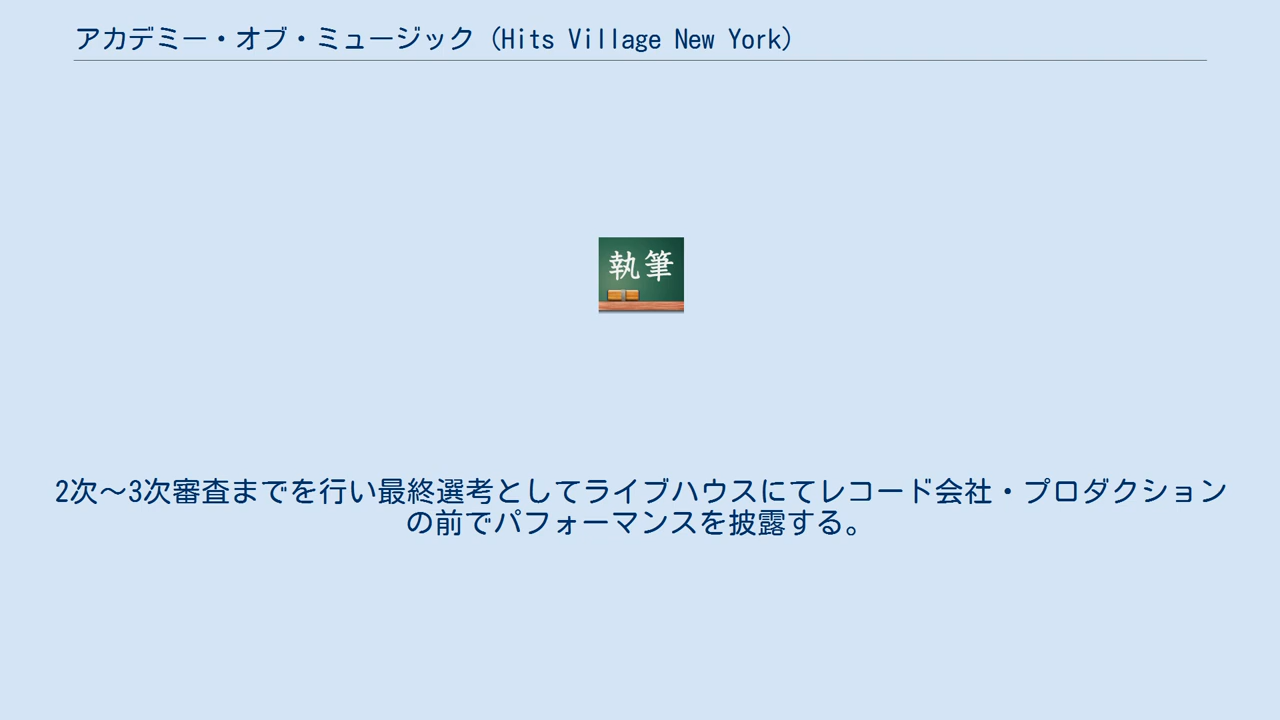 アカデミー・オブ・ミュージック（Hits Village New York）
執筆
2次～3次審査までを行い最終選考としてライブハウスにてレコード会社・プロダクション
の前でパフォーマンスを披露する。